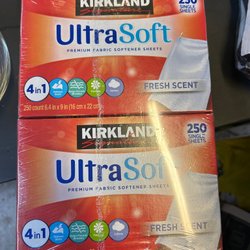 KIRKLAND
Signature
250
SINGLE
SHEETS
UltraSoft
PREMIUM FABRIC SOFTENER SHEETS
4 in 1
FRESH SCENT
250 count 6.4 in x 9 in (16 cm x 22 cm)
KIRKLAND
Signature
250
SINGLE
SHEETS
UltraSoft
PREMIUM FABRIC SOFTENER SHEETS
4 in 1
FRESH SCENT